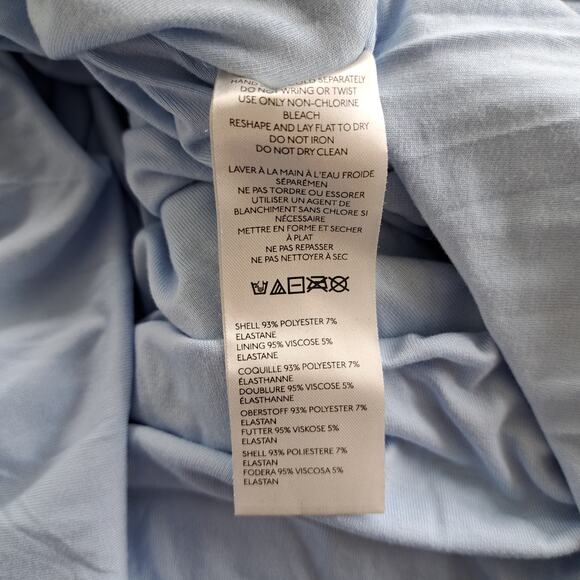 HAND COLD SEPARATELY
DO NOT WRING OR TWIST
USE ONLY NON-CHLORINE
BLEACH
RESHAPE AND LAY FLAT TO DRY
DO NOT IRON
DO NOT DRY CLEAN
LAVER À LA MAIN À L'EAU FROIDE
SÉPARÉMEN
NE PAS TORDRE OU ESSORER
UTILISER UN AGENT DE
BLANCHIMENT SANS CHLORE SI
NÉCESSAIRE
METTRE EN FORME ET SECHER
À PLAT
NE PAS REPASSER
NE PAS NETTOYER À SEC
SHELL 93% POLYESTER 7%
ELASTANE
LINING 95% VISCOSE 5%
ELASTANE
COQUILLE 93% POLYESTER 7%
ÉLASTHANNE
DOUBLURE 95% VISCOSE 5%
ÉLASTHANNE
OBERSTOFF 93% POLYESTER 7%
ELASTAN
FUTTER 95% VISKOSE 5%
ELASTAN
SHELL 93% POLIESTERE 7%
ELASTAN
FODERA 95% VISCOSA 5%
ELASTAN